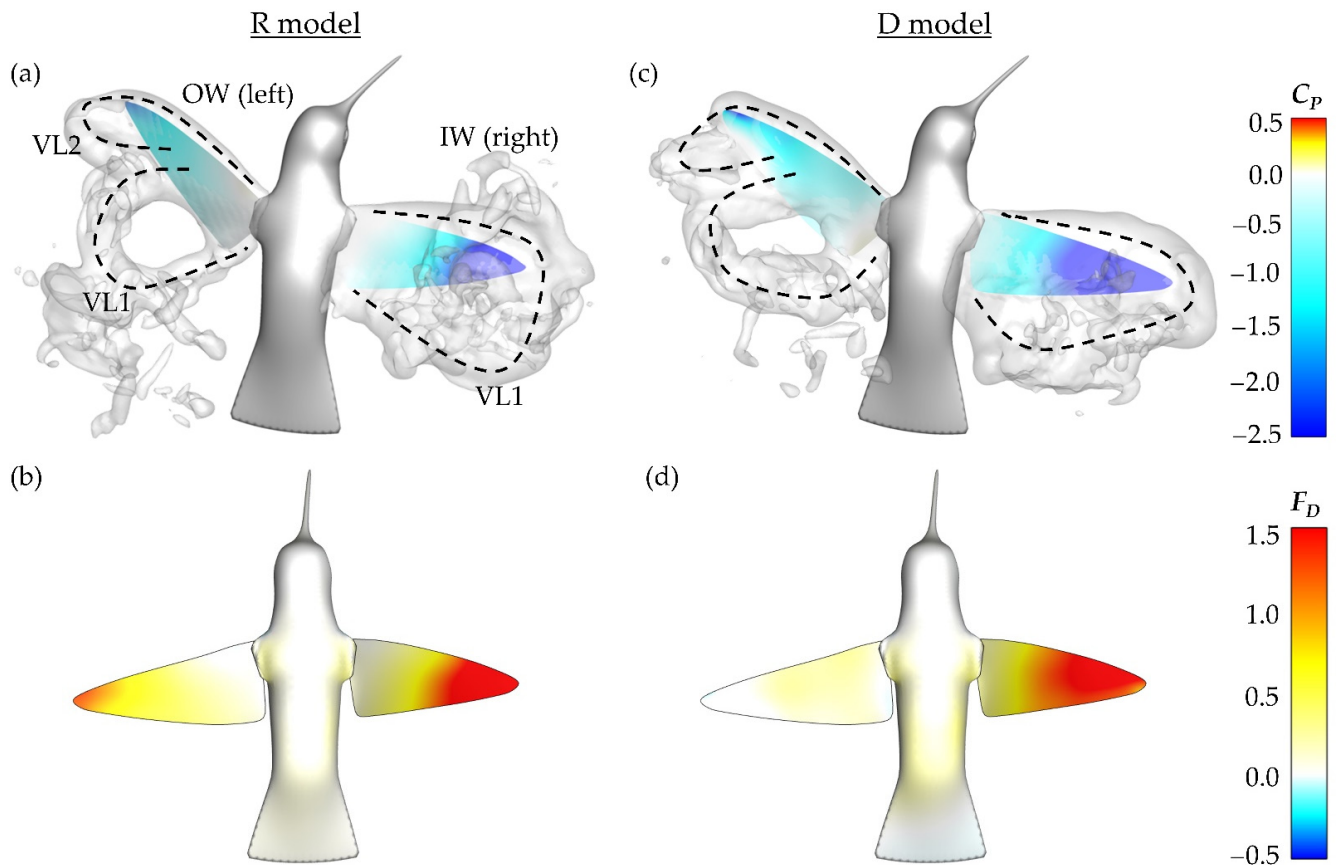 R model
D model
(a)
OW (left)
VL2
IW (right)
VL1
VL1
(c)
C_P
0.5
0.0
−0.5
−1.0
−1.5
−2.0
−2.5
(b)
(d)
F_D
1.5
1.0
0.5
0.0
−0.5